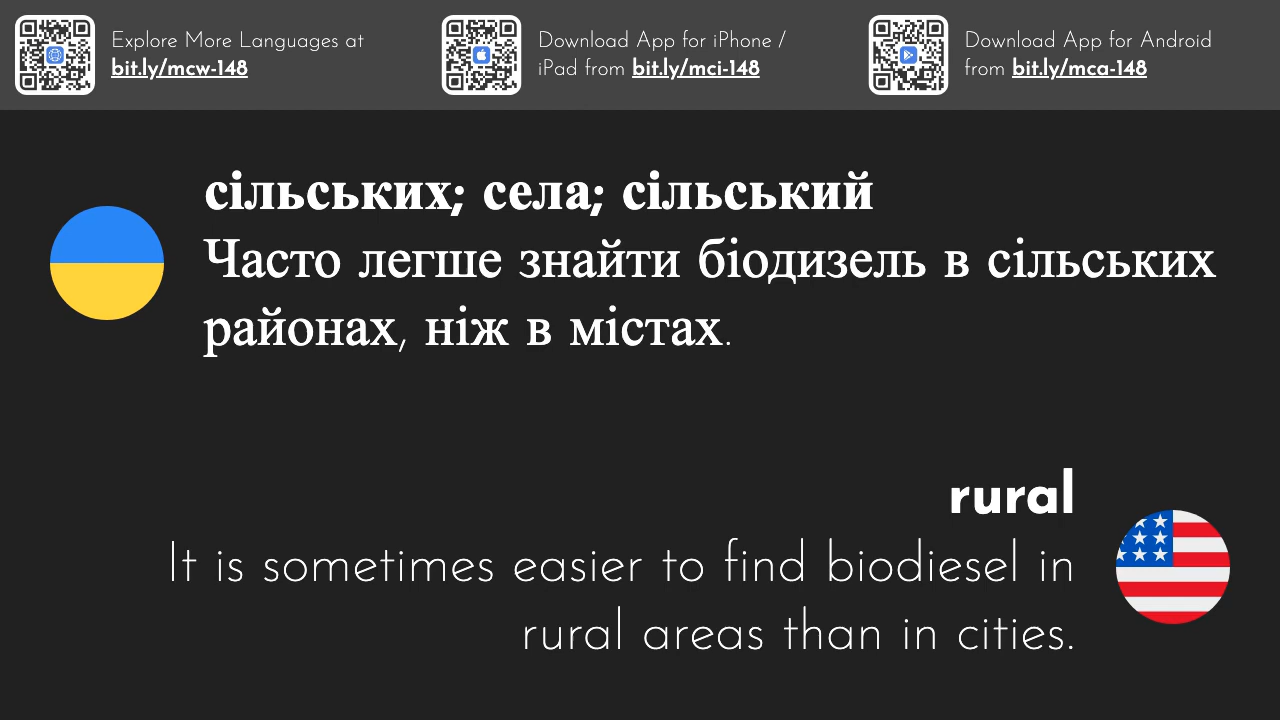 Explore More Languages at
bit.ly/mcw-148
Download App for iPhone /
iPad from bit.ly/mci-148
Download App for Android
from bit.ly/mca-148
сільських; села; сільський
Часто легше знайти біодизель в сільських
районах, ніж в містах.
rural
It is sometimes easier to find biodiesel in
rural areas than in cities.